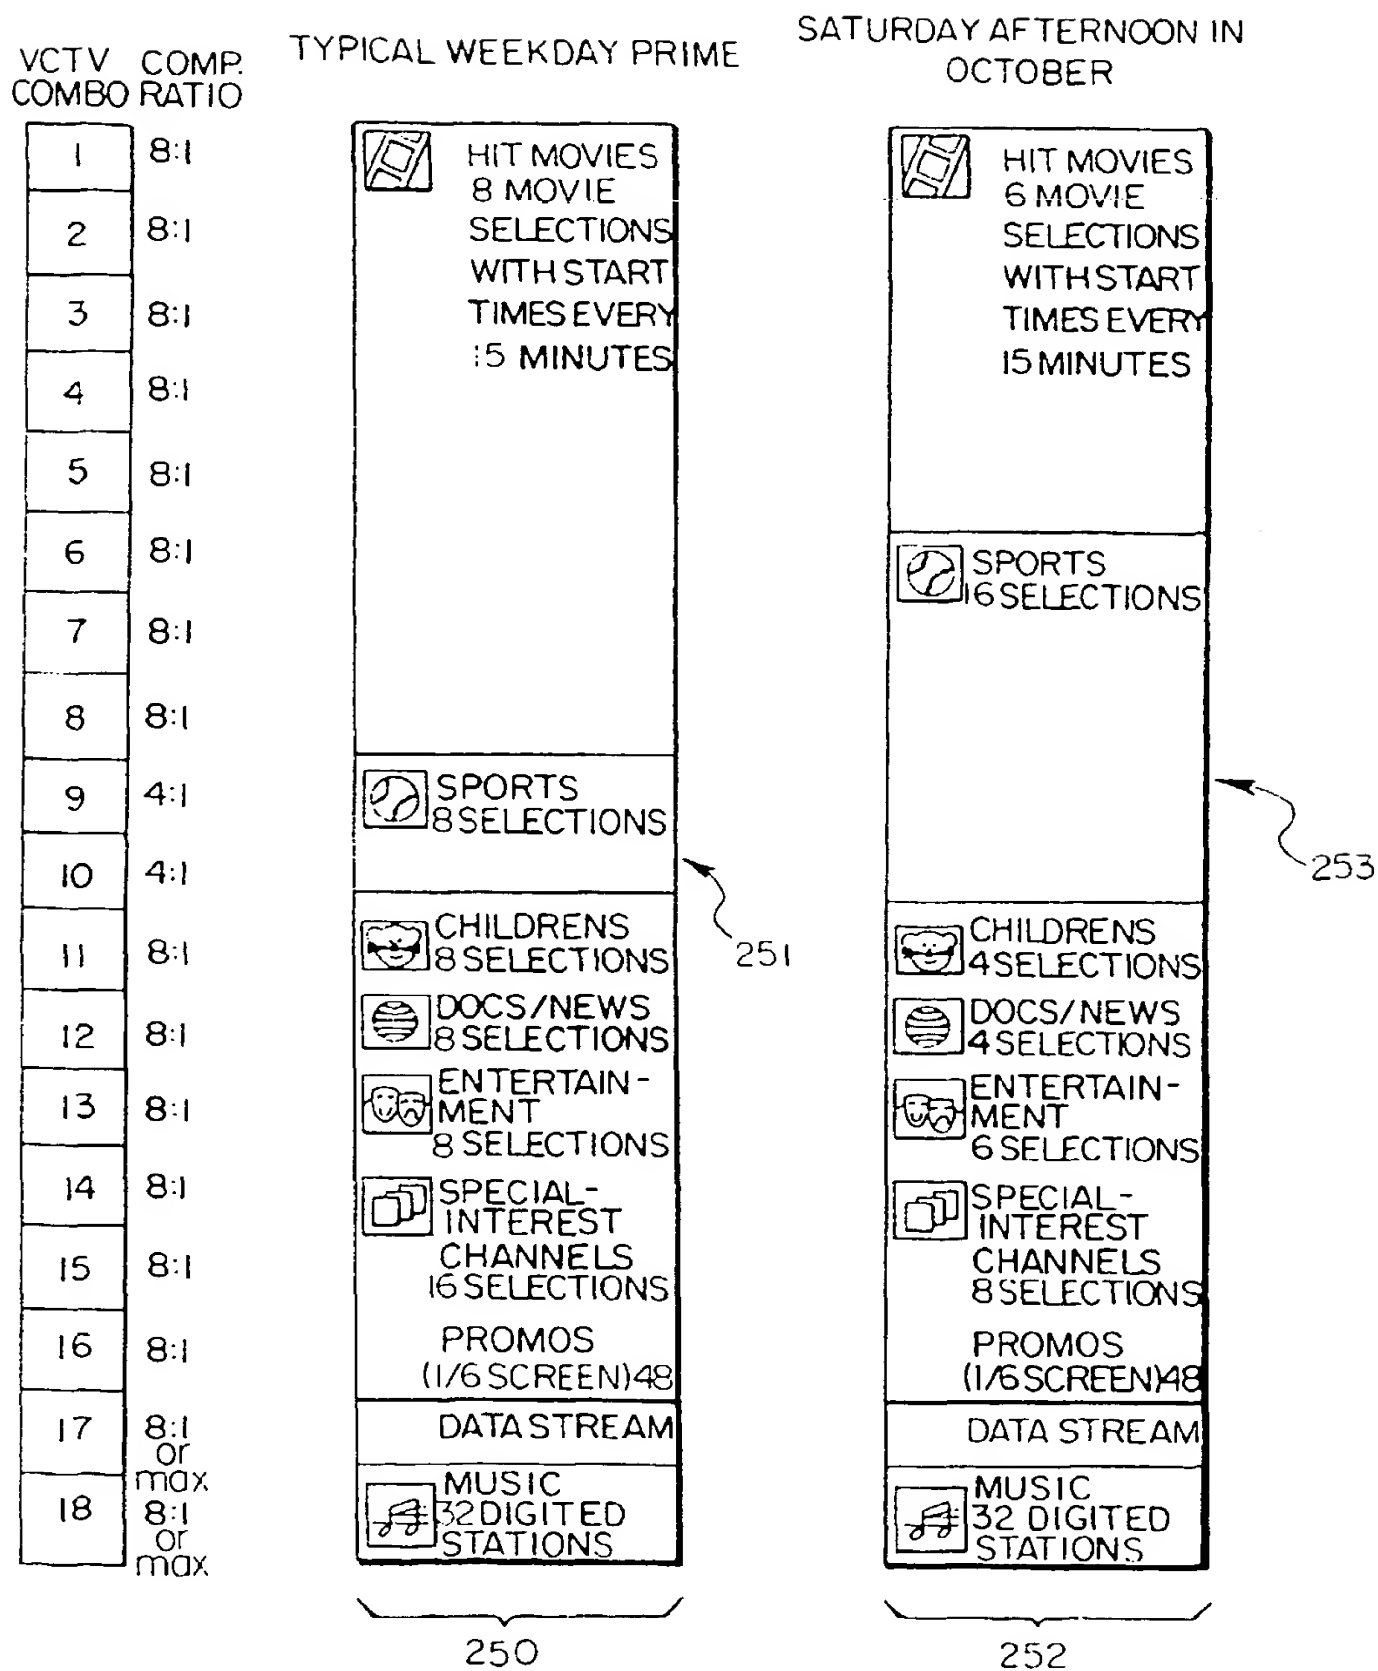 VCTV
COMBO
COMP.
RATIO
TYPICAL WEEKDAY PRIME
SATURDAY AFTERNOON IN
OCTOBER
1 8:1
2 8:1
3 8:1
4 8:1
5 8:1
6 8:1
7 8:1
8 8:1
9 4:1
10 4:1
11 8:1
12 8:1
13 8:1
14 8:1
15 8:1
16 8:1
17 8:1
or
max
18 8:1
or
max
HIT MOVIES
8 MOVIE
SELECTIONS
WITH START
TIMES EVERY
15 MINUTES
SPORTS
8 SELECTIONS
CHILDRENS
8 SELECTIONS
DOCS/NEWS
8 SELECTIONS
ENTERTAIN-
MENT
8 SELECTIONS
SPECIAL-
INTEREST
CHANNELS
16 SELECTIONS
PROMOS
(1/6 SCREEN) 48
DATA STREAM
MUSIC
32 DIGITED
STATIONS
251
250
HIT MOVIES
6 MOVIE
SELECTIONS
WITH START
TIMES EVERY
15 MINUTES
SPORTS
16 SELECTIONS
CHILDRENS
4 SELECTIONS
DOCS/NEWS
4 SELECTIONS
ENTERTAIN-
MENT
6 SELECTIONS
SPECIAL-
INTEREST
CHANNELS
8 SELECTIONS
PROMOS
(1/6 SCREEN) 48
DATA STREAM
MUSIC
32 DIGITED
STATIONS
253
252